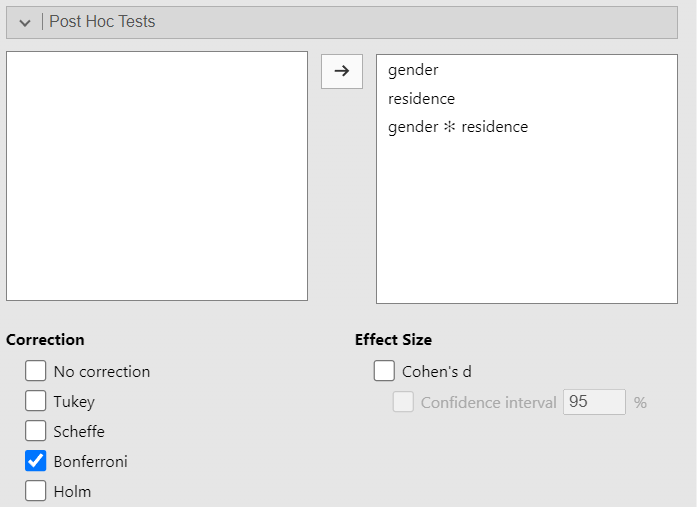 Post Hoc Tests
gender
residence
gender ✻ residence
Correction
No correction
Tukey
Scheffe
Bonferroni
Holm
Effect Size
Cohen's d
Confidence interval 95 %